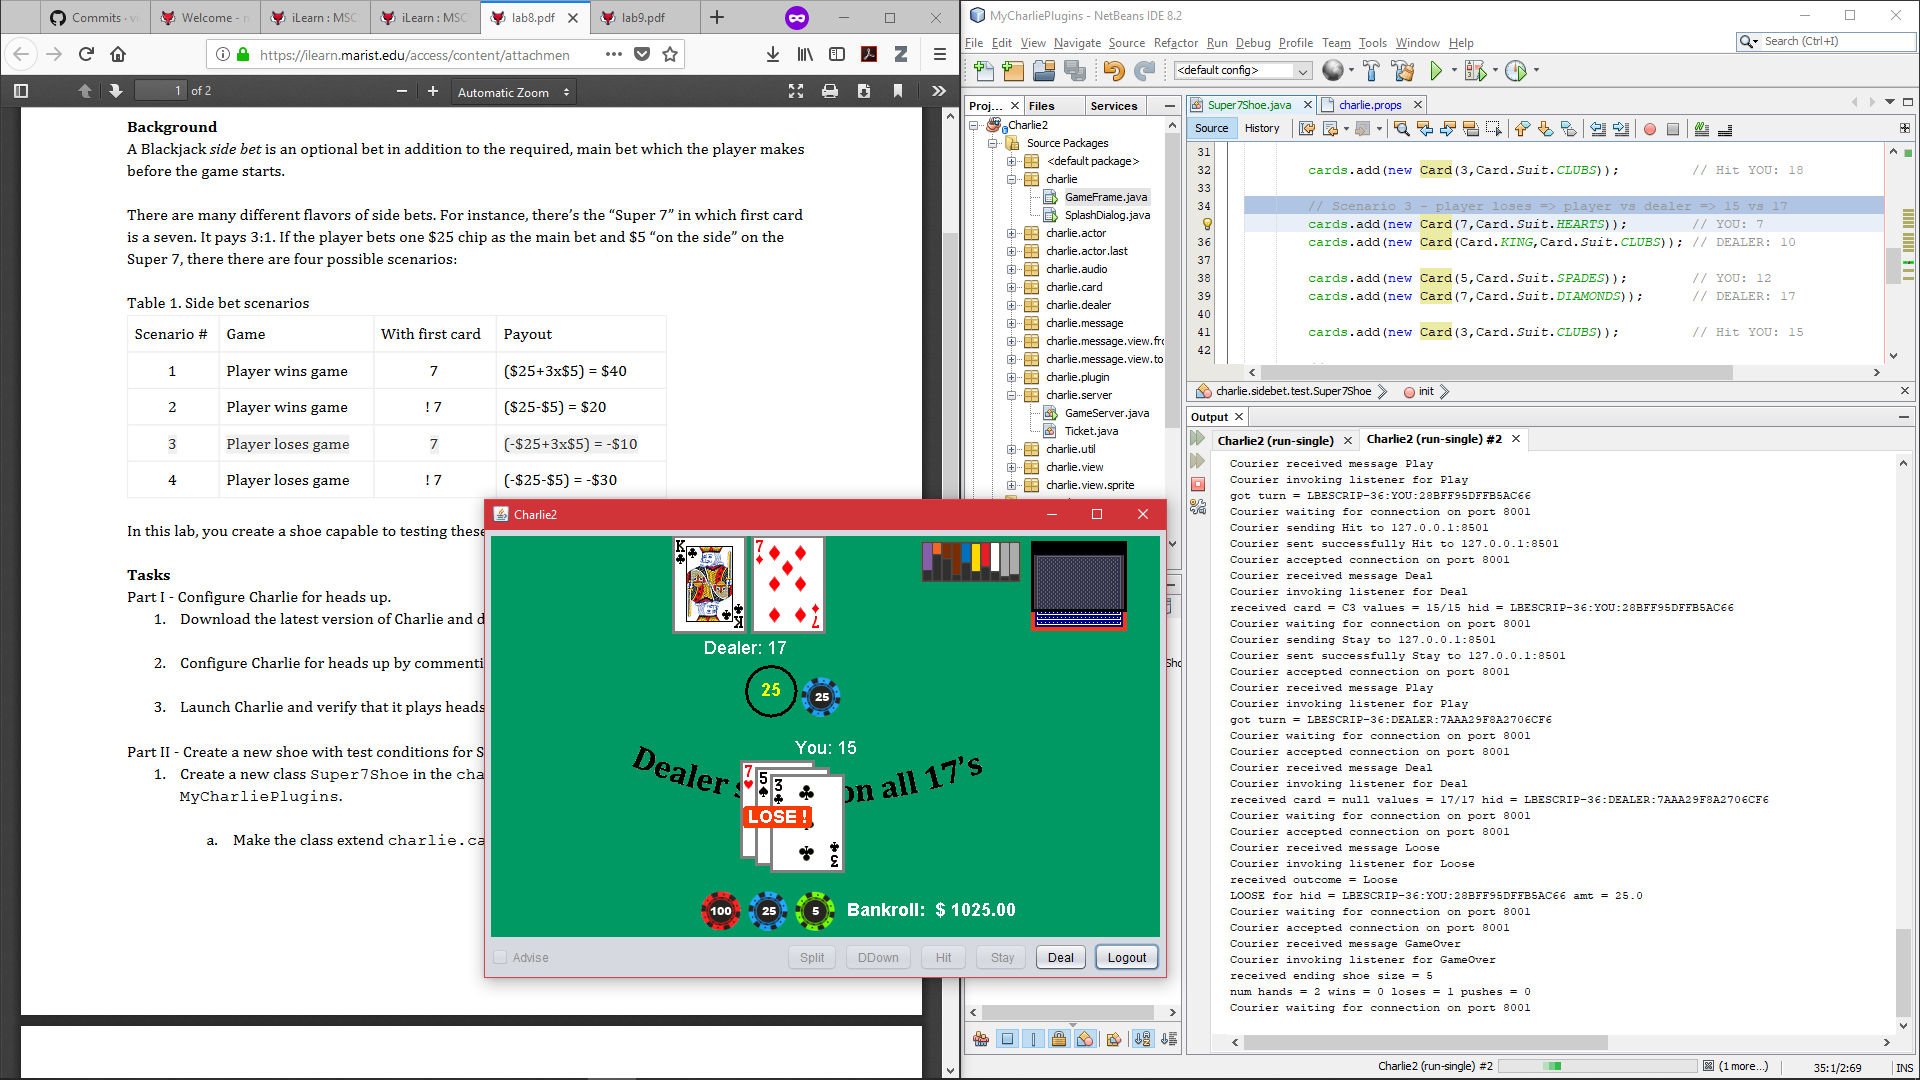 Commits · vi
Welcome - n
iLearn : MSC
iLearn : MSC
lab8.pdf
lab9.pdf
https://ilearn.marist.edu/access/content/attachmen
1 of 2
Automatic Zoom
Background
A Blackjack side bet is an optional bet in addition to the required, main bet which the player makes
before the game starts.
There are many different flavors of side bets. For instance, there's the “Super 7” in which first card
is a seven. It pays 3:1. If the player bets one $25 chip as the main bet and $5 “on the side” on the
Super 7, there there are four possible scenarios:
Table 1. Side bet scenarios
Scenario # Game With first card Payout
1 Player wins game 7 ($25+3x$5) = $40
2 Player wins game ! 7 ($25-$5) = $20
3 Player loses game 7 (-$25+3x$5) = -$10
4 Player loses game ! 7 (-$25-$5) = -$30
In this lab, you create a shoe capable to testing these
Tasks
Part I - Configure Charlie for heads up.
1. Download the latest version of Charlie and d
2. Configure Charlie for heads up by commenti
3. Launch Charlie and verify that it plays heads
Part II - Create a new shoe with test conditions for S
1. Create a new class Super7Shoe in the cha
MyCharliePlugins.
a. Make the class extend charlie.ca
Charlie2
K
K
7
7
Dealer: 17
25
25
You: 15
Dealer s on all 17's
7
5
3
3
LOSE !
100
25
5
Bankroll: $ 1025.00
Advise
Split
DDown
Hit
Stay
Deal
Logout
MyCharliePlugins - NetBeans IDE 8.2
File Edit View Navigate Source Refactor Run Debug Profile Team Tools Window Help
Search (Ctrl+I)
<default config>
Proj...
Files
Services
Charlie2
Source Packages
<default package>
charlie
GameFrame.java
SplashDialog.java
charlie.actor
charlie.actor.last
charlie.audio
charlie.card
charlie.dealer
charlie.message
charlie.message.view.fro
charlie.message.view.to
charlie.plugin
charlie.server
GameServer.java
Ticket.java
charlie.util
charlie.view
charlie.view.sprite
Super7Shoe.java
charlie.props
Source
History
31
32 cards.add(new Card(3,Card.Suit.CLUBS)); // Hit YOU: 18
33
34 // Scenario 3 - player loses => player vs dealer => 15 vs 17
cards.add(new Card(7,Card.Suit.HEARTS)); // YOU: 7
36 cards.add(new Card(Card.KING,Card.Suit.CLUBS)); // DEALER: 10
37
38 cards.add(new Card(5,Card.Suit.SPADES)); // YOU: 12
39 cards.add(new Card(7,Card.Suit.DIAMONDS)); // DEALER: 17
40
41 cards.add(new Card(3,Card.Suit.CLUBS)); // Hit YOU: 15
42
charlie.sidebet.test.Super7Shoe
init
Output
Charlie2 (run-single)
Charlie2 (run-single) #2
Courier received message Play
Courier invoking listener for Play
got turn = LBESCRIP-36:YOU:28BFF95DFFB5AC66
Courier waiting for connection on port 8001
Courier sending Hit to 127.0.0.1:8501
Courier sent successfully Hit to 127.0.0.1:8501
Courier accepted connection on port 8001
Courier received message Deal
Courier invoking listener for Deal
received card = C3 values = 15/15 hid = LBESCRIP-36:YOU:28BFF95DFFB5AC66
Courier waiting for connection on port 8001
Courier sending Stay to 127.0.0.1:8501
Courier sent successfully Stay to 127.0.0.1:8501
Courier accepted connection on port 8001
Courier received message Play
Courier invoking listener for Play
got turn = LBESCRIP-36:DEALER:7AAA29F8A2706CF6
Courier waiting for connection on port 8001
Courier accepted connection on port 8001
Courier received message Deal
Courier invoking listener for Deal
received card = null values = 17/17 hid = LBESCRIP-36:DEALER:7AAA29F8A2706CF6
Courier waiting for connection on port 8001
Courier accepted connection on port 8001
Courier received message Loose
Courier invoking listener for Loose
received outcome = Loose
LOOSE for hid = LBESCRIP-36:YOU:28BFF95DFFB5AC66 amt = 25.0
Courier waiting for connection on port 8001
Courier accepted connection on port 8001
Courier received message GameOver
Courier invoking listener for GameOver
received ending shoe size = 5
num hands = 2 wins = 0 loses = 1 pushes = 0
Courier waiting for connection on port 8001
Charlie2 (run-single) #2
(1 more...)
35:1/2:69
INS